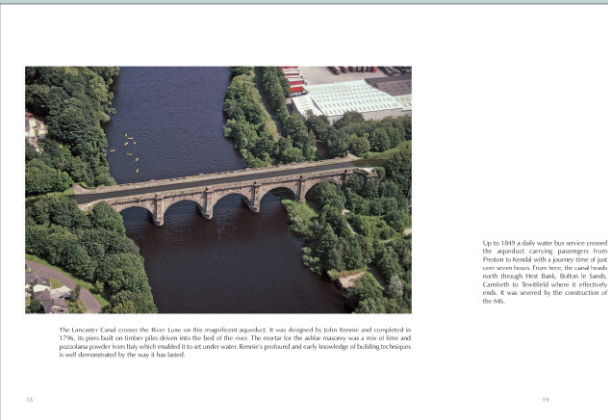 The Lancaster Canal crosses the River Lune on this magnificent aqueduct. It was designed by John Rennie and completed in
1796, its piers built on timber piles driven into the bed of the river. The mortar for the ashlar masonry was a mix of lime and
pozzolana powder from Italy which enabled it to set under water. Rennie's profound and early knowledge of building techniques
is well demonstrated by the way it has lasted.
18
Up to 1849 a daily water bus service crossed
the aqueduct carrying passengers from
Preston to Kendal with a journey time of just
over seven hours. From here, the canal heads
north through Hest Bank, Bolton le Sands,
Carnforth to Tewitfield where it effectively
ends. It was severed by the construction of
the M6.
19